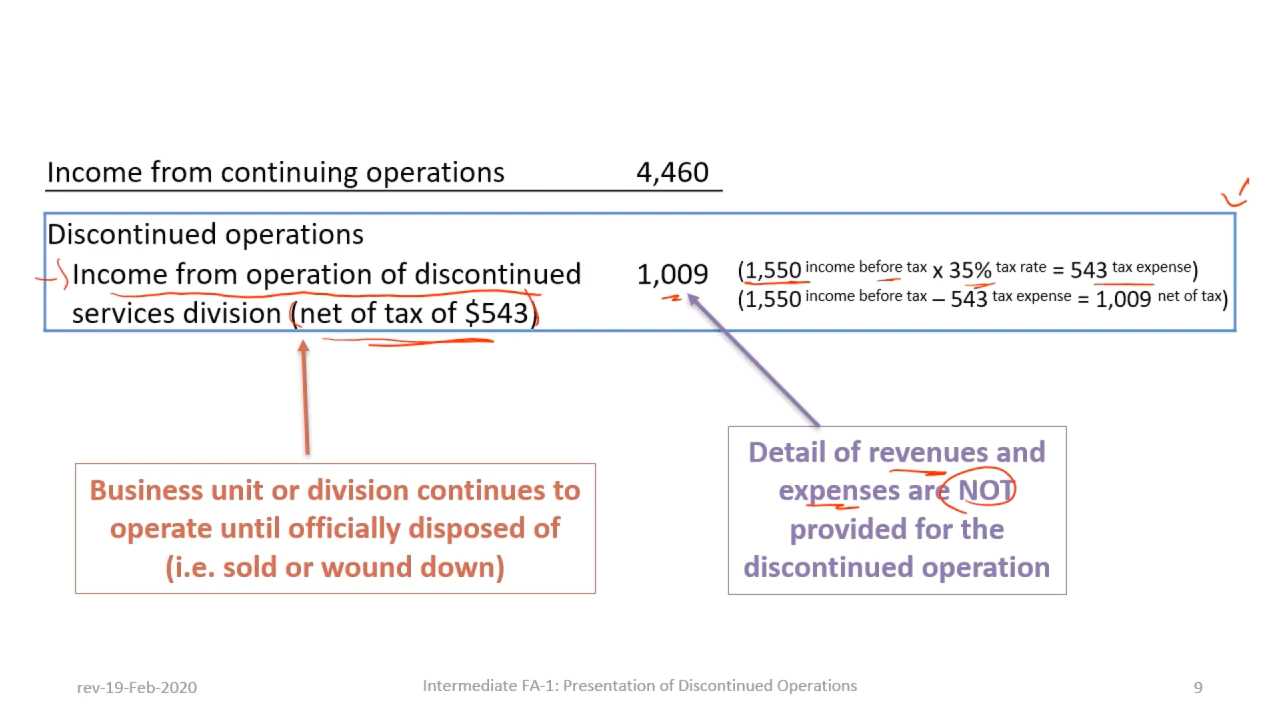 Income from continuing operations 4,460
Discontinued operations
Income from operation of discontinued 1,009 (1,550 income before tax x 35% tax rate = 543 tax expense)
services division (net of tax of $543) (1,550 income before tax – 543 tax expense = 1,009 net of tax)
Business unit or division continues to
operate until officially disposed of
(i.e. sold or wound down)
Detail of revenues and
expenses are NOT
provided for the
discontinued operation
rev-19-Feb-2020 Intermediate FA-1: Presentation of Discontinued Operations 9